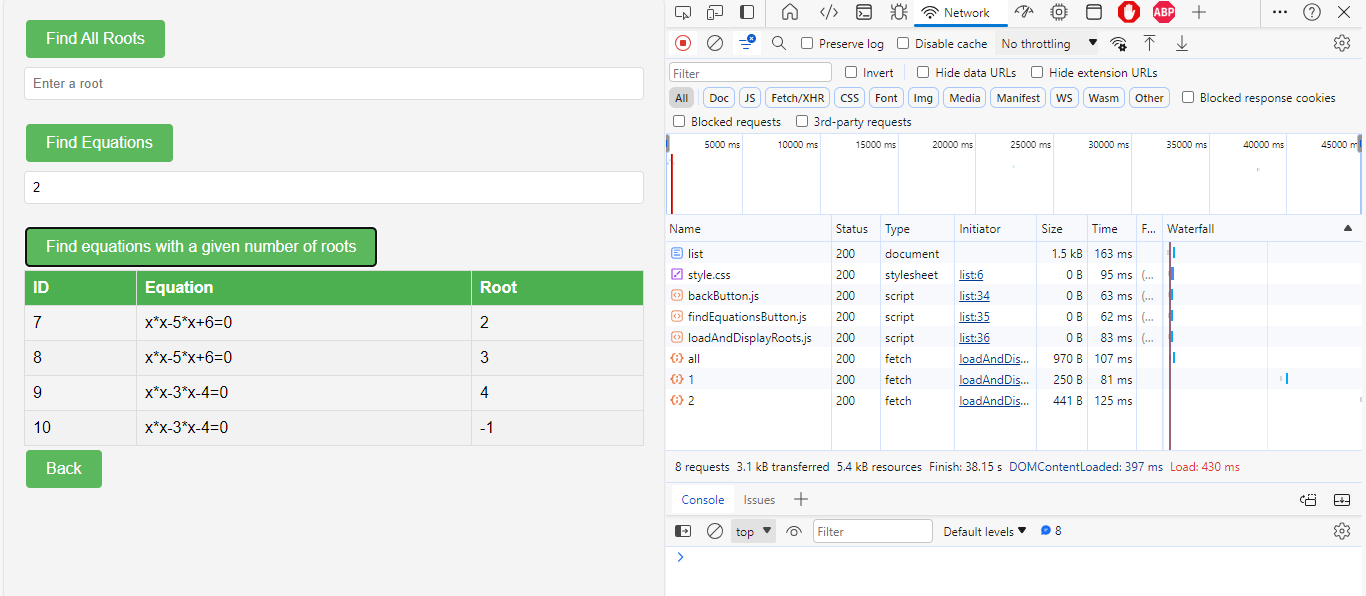 Find All Roots
Enter a root
Find Equations
2
Find equations with a given number of roots
ID Equation Root
7 x*x-5*x+6=0 2
8 x*x-5*x+6=0 3
9 x*x-3*x-4=0 4
10 x*x-3*x-4=0 -1
Back
Network
ABP
Preserve log Disable cache No throttling
Filter Invert Hide data URLs Hide extension URLs
All Doc JS Fetch/XHR CSS Font Img Media Manifest WS Wasm Other Blocked response cookies
Blocked requests 3rd-party requests
5000 ms 10000 ms 15000 ms 20000 ms 25000 ms 30000 ms 35000 ms 40000 ms 45000 m
Name Status Type Initiator Size Time F... Waterfall
list 200 document 1.5 kB 163 ms
style.css 200 stylesheet list:6 0 B 95 ms (...
backButton.js 200 script list:34 0 B 63 ms (...
findEquationsButton.js 200 script list:35 0 B 62 ms (...
loadAndDisplayRoots.js 200 script list:36 0 B 83 ms (...
all 200 fetch loadAndDis... 970 B 107 ms
1 200 fetch loadAndDis... 250 B 81 ms
2 200 fetch loadAndDis... 441 B 125 ms
8 requests 3.1 kB transferred 5.4 kB resources Finish: 38.15 s DOMContentLoaded: 397 ms Load: 430 ms
Console Issues
top Filter Default levels 8